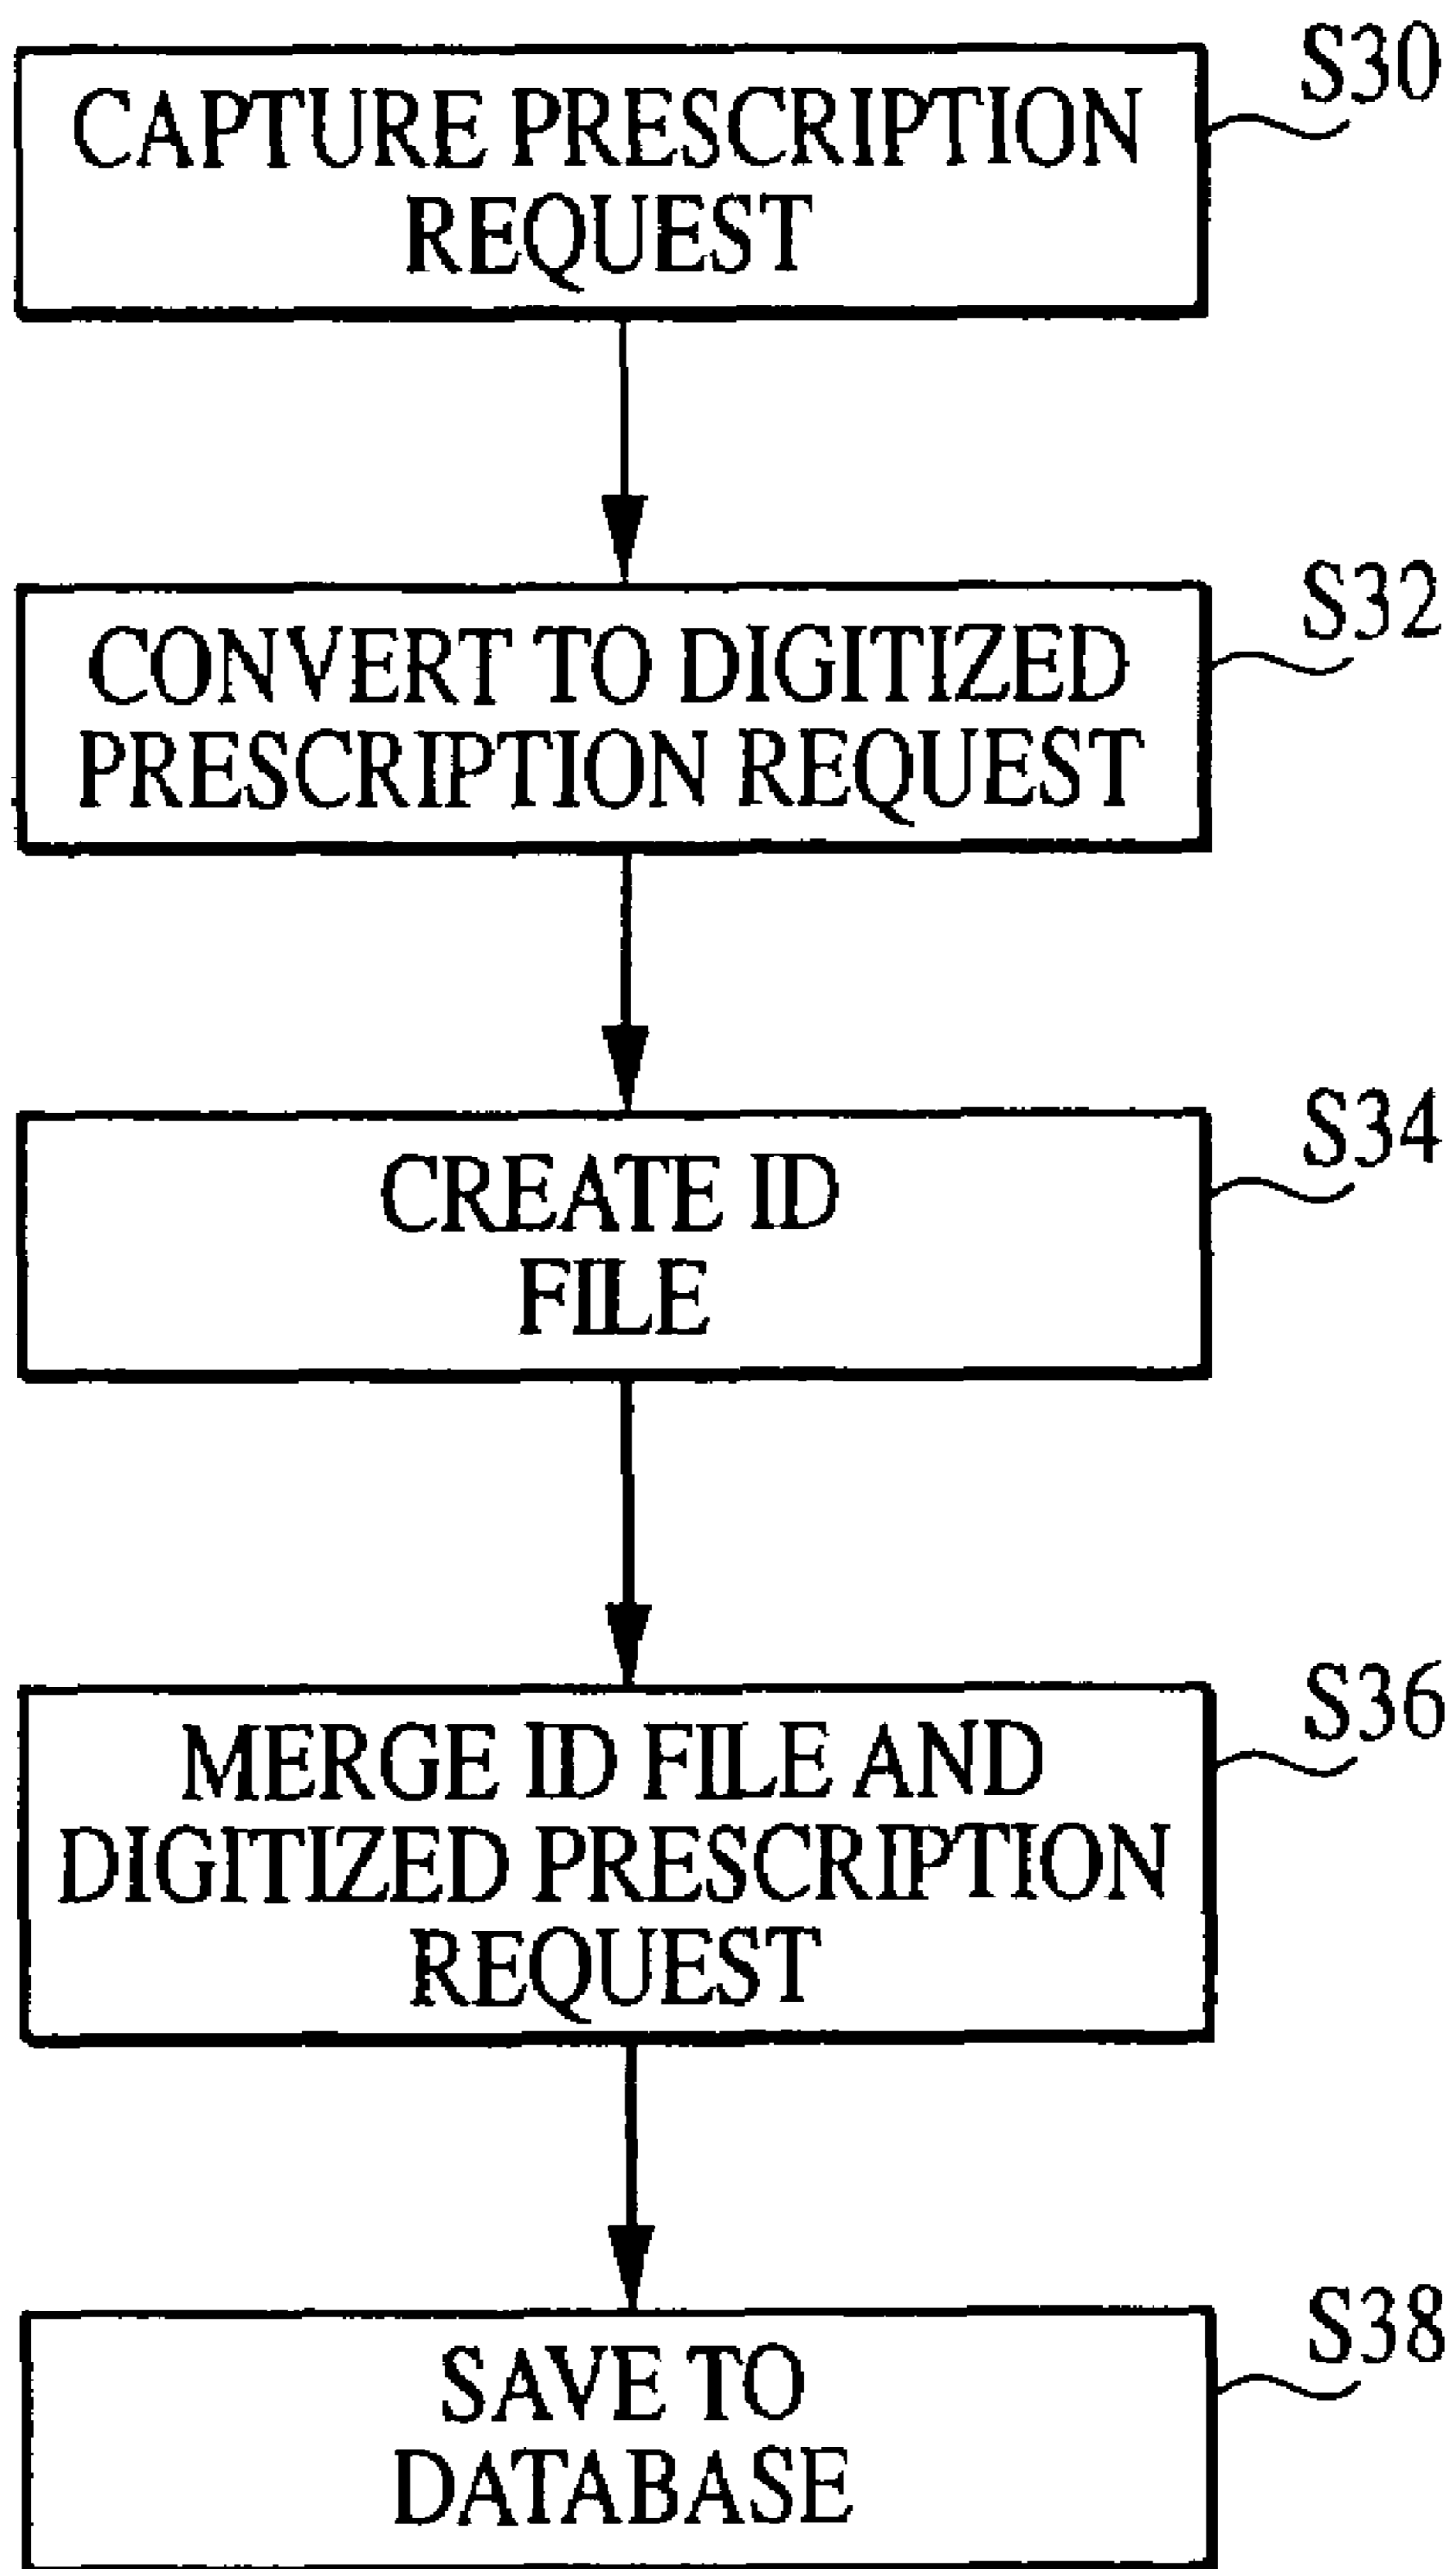 S30
CAPTURE PRESCRIPTION
REQUEST
S32
CONVERT TO DIGITIZED
PRESCRIPTION REQUEST
S34
CREATE ID
FILE
S36
MERGE ID FILE AND
DIGITIZED PRESCRIPTION
REQUEST
S38
SAVE TO
DATABASE